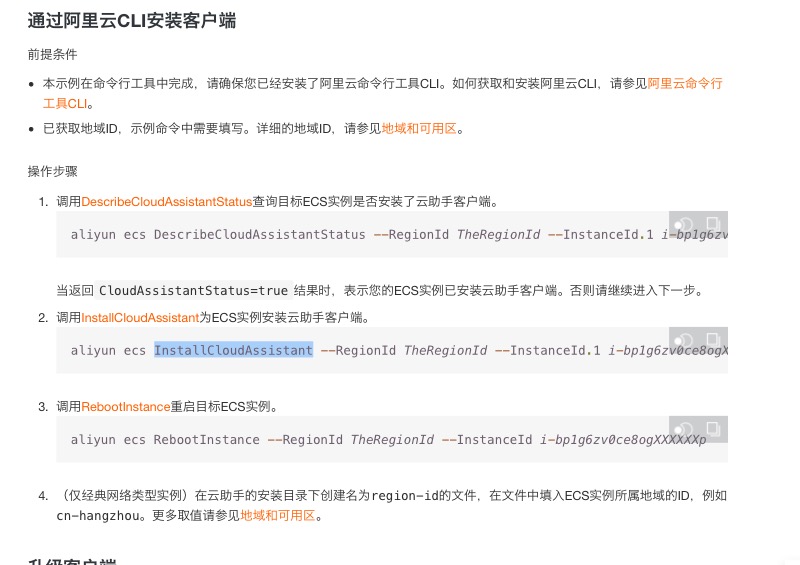 通过阿里云CLI安装客户端
前提条件
本示例在命令行工具中完成，请确保您已经安装了阿里云命令行工具CLI。如何获取和安装阿里云CLI，请参见阿里云命令行
工具CLI。
已获取地域ID，示例命令中需要填写。详细的地域ID，请参见地域和可用区。
操作步骤
1. 调用DescribeCloudAssistantStatus查询目标ECS实例是否安装了云助手客户端。
aliyun ecs DescribeCloudAssistantStatus --RegionId TheRegionId --InstanceId.1 i-bp1g6zv
当返回 CloudAssistantStatus=true 结果时，表示您的ECS实例已安装云助手客户端。否则请继续进入下一步。
2. 调用InstallCloudAssistant为ECS实例安装云助手客户端。
aliyun ecs InstallCloudAssistant --RegionId TheRegionId --InstanceId.1 i-bp1g6zv0ce8ogX
3. 调用RebootInstance重启目标ECS实例。
aliyun ecs RebootInstance --RegionId TheRegionId --InstanceId i-bp1g6zv0ce8ogXXXXXXp
4. （仅经典网络类型实例）在云助手的安装目录下创建名为region-id的文件，在文件中填入ECS实例所属地域的ID，例如
cn-hangzhou。更多取值请参见地域和可用区。
升级客户端